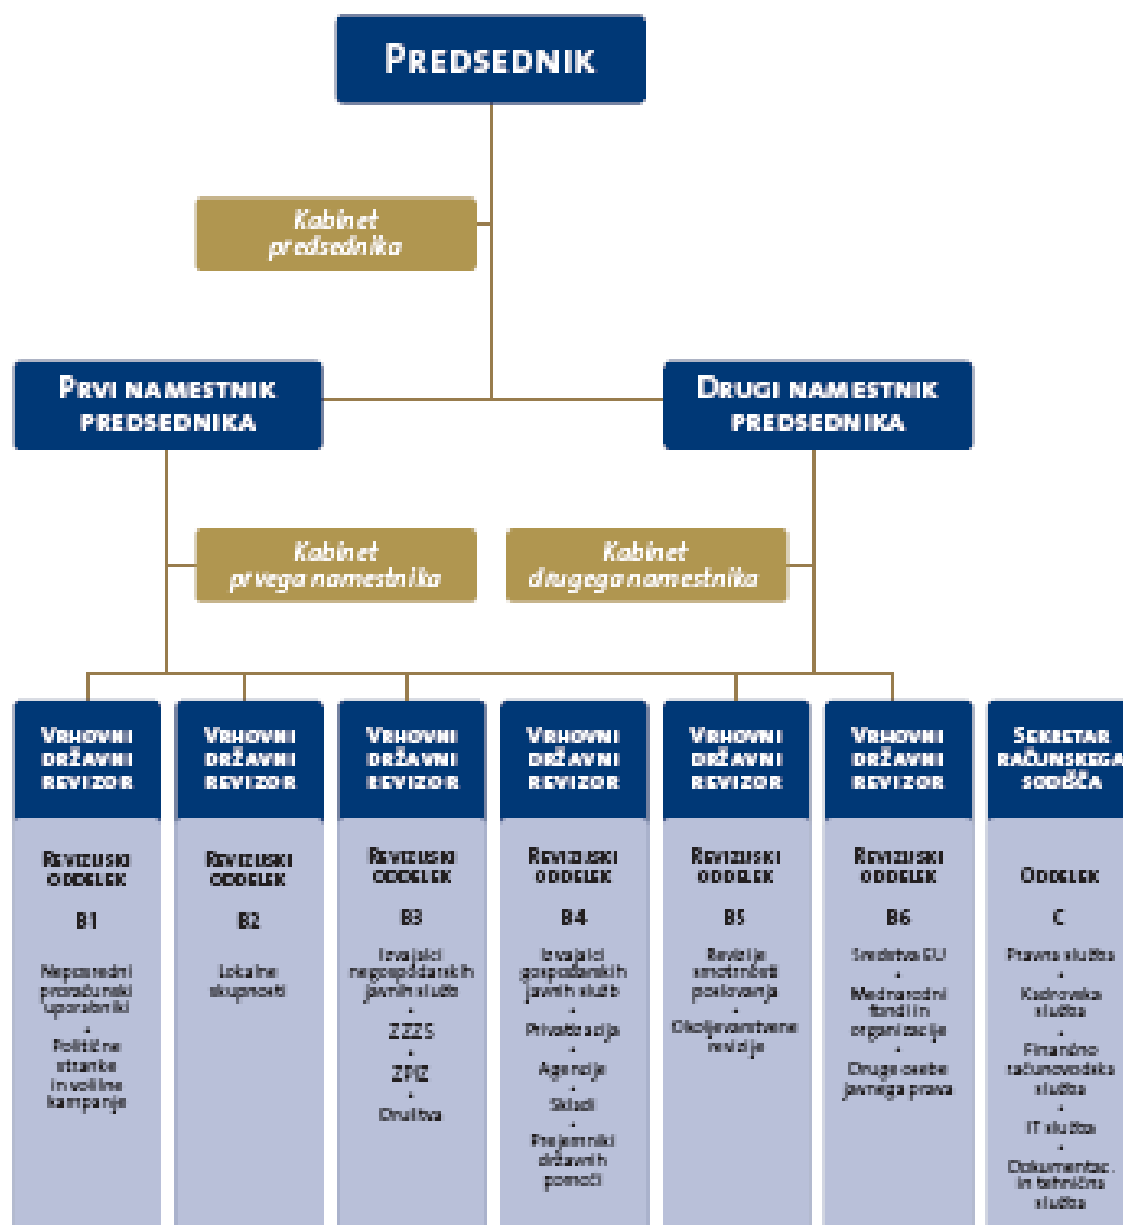 PREDSEDNIK
Kabinet
predsednika
PRVI NAMESTNIK
PREDSEDNIKA
DRUGI NAMESTNIK
PREDSEDNIKA
Kabinet
prvega namestnika
Kabinet
drugega namestnika
VRHOVNI
DRŽAVNI
REVIZOR
REVIZIJSKI
ODDELEK
B1
Neposredni
proračunski
uporabniki
•
Politične
stranke
in volilne
kampanje
VRHOVNI
DRŽAVNI
REVIZOR
REVIZIJSKI
ODDELEK
B2
Lokalne
skupnosti
VRHOVNI
DRŽAVNI
REVIZOR
REVIZIJSKI
ODDELEK
B3
Izvajalci
negospodarskih
javnih služb
•
ZZZS
•
ZPIZ
•
Društva
VRHOVNI
DRŽAVNI
REVIZOR
REVIZIJSKI
ODDELEK
B4
Izvajalci
gospodarskih
javnih služb
•
Privatizacija
•
Agencije
•
Skladi
•
Prejemniki
državnih
pomoči
VRHOVNI
DRŽAVNI
REVIZOR
REVIZIJSKI
ODDELEK
B5
Revizije
smotrnosti
poslovanja
•
Okoljevarstvene
revizije
VRHOVNI
DRŽAVNI
REVIZOR
REVIZIJSKI
ODDELEK
B6
Sredstva EU
•
Mednarodni
fondi in
organizacije
•
Druge osebe
javnega prava
SEKRETAR
RAČUNSKEGA
SODIŠČA
ODDELEK
C
Pravna služba
•
Kadrovska
služba
•
Finančno
računovodska
služba
•
IT služba
•
Dokumentac.
in tehnična
služba